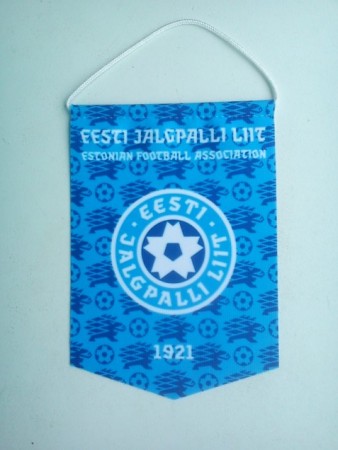 EESTI JALGPALLI LIIT
ESTONIAN FOOTBALL ASSOCIATION
· EESTI ·
JALGPALLI LIIT
1921